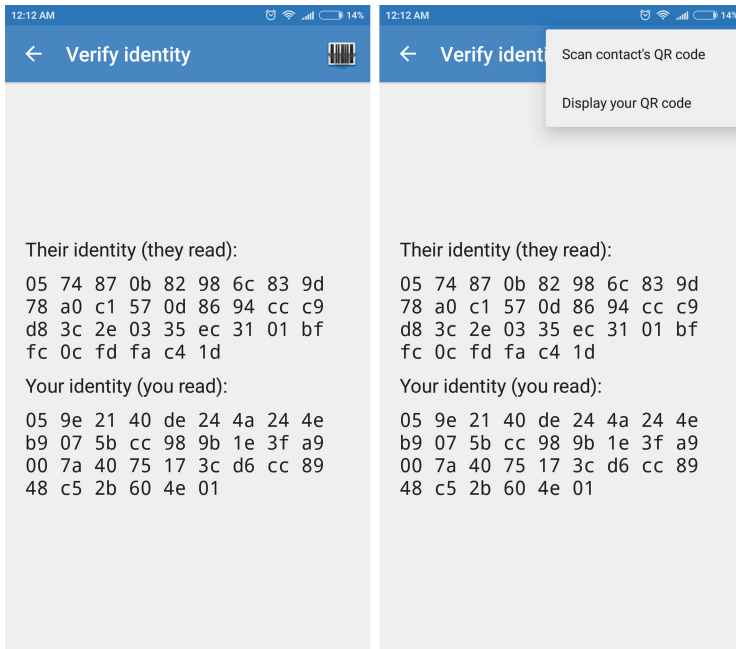 12:12 AM 14%
Verify identity
Their identity (they read):
05 74 87 0b 82 98 6c 83 9d
78 a0 c1 57 0d 86 94 cc c9
d8 3c 2e 03 35 ec 31 01 bf
fc 0c fd fa c4 1d
Your identity (you read):
05 9e 21 40 de 24 4a 24 4e
b9 07 5b cc 98 9b 1e 3f a9
00 7a 40 75 17 3c d6 cc 89
48 c5 2b 60 4e 01
12:12 AM 14%
Verify identi
Scan contact's QR code
Display your QR code
Their identity (they read):
05 74 87 0b 82 98 6c 83 9d
78 a0 c1 57 0d 86 94 cc c9
d8 3c 2e 03 35 ec 31 01 bf
fc 0c fd fa c4 1d
Your identity (you read):
05 9e 21 40 de 24 4a 24 4e
b9 07 5b cc 98 9b 1e 3f a9
00 7a 40 75 17 3c d6 cc 89
48 c5 2b 60 4e 01